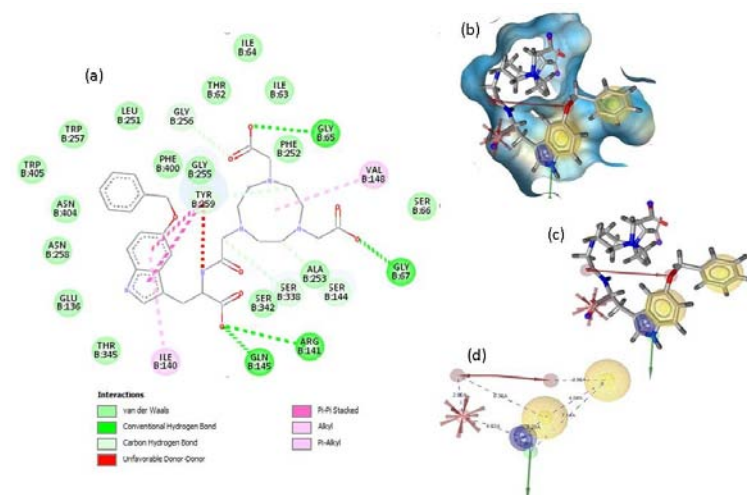 (a)
ILE
B:64
THR
B:62
ILE
B:63
LEU
B:251
GLY
B:256
GLY
B:65
TRP
B:257
PHE
B:252
TRP
B:405
PHE
B:400
GLY
B:255
VAL
B:148
TYR
B:259
ASN
B:404
SER
B:66
ASN
B:258
GLU
B:136
ALA
B:253
GLY
B:67
SER
B:342
SER
B:338
SER
B:144
THR
B:345
ILE
B:140
GLN
B:145
ARG
B:141
Interactions
van der Waals
Conventional Hydrogen Bond
Carbon Hydrogen Bond
Unfavorable Donor-Donor
Pi-Pi Stacked
Alkyl
Pi-Alkyl
(b)
(c)
(d)